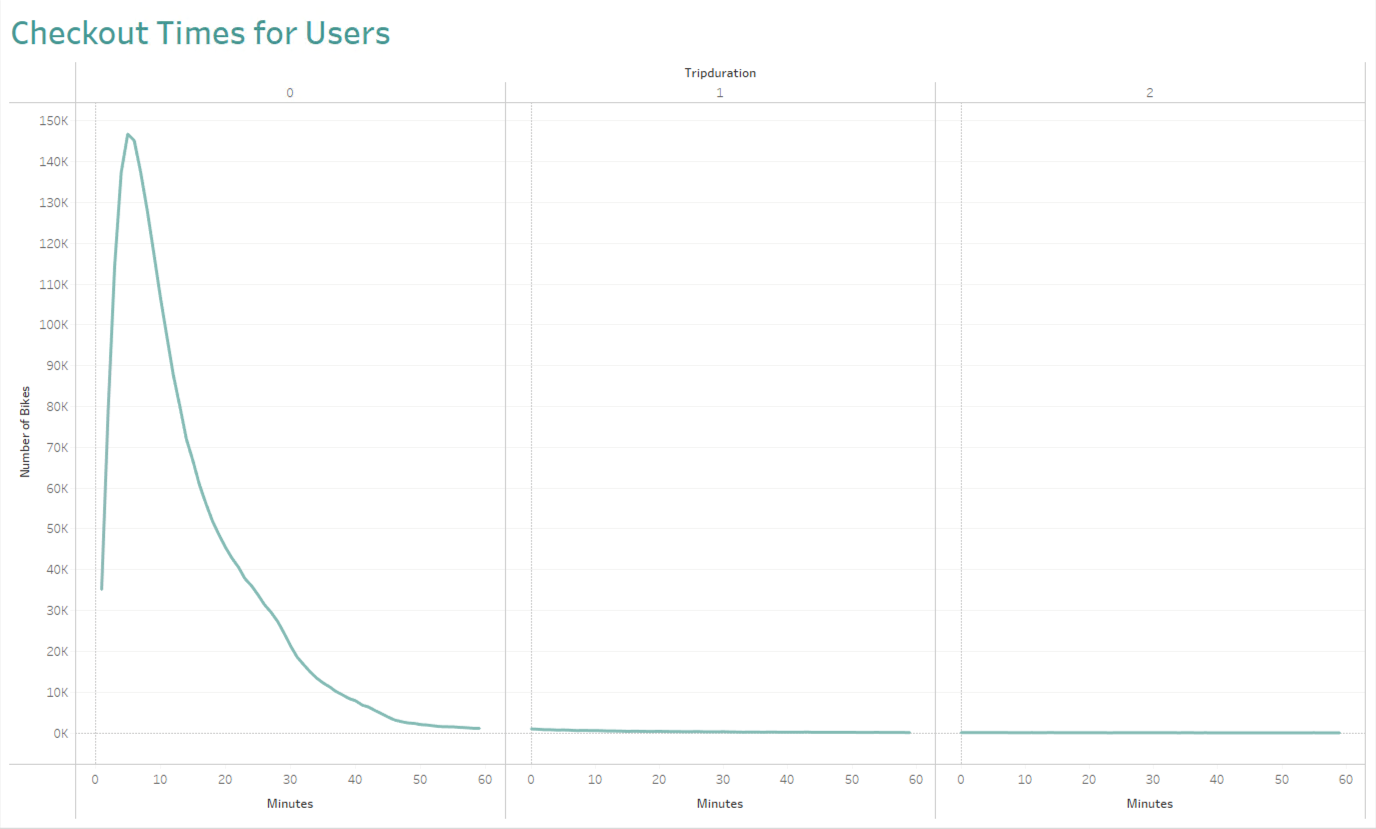 Checkout Times for Users
Tripduration
0 1 2
150K
140K
130K
120K
110K
100K
90K
80K
70K
60K
50K
40K
30K
20K
10K
0K
Number of Bikes
0 10 20 30 40 50 60 0 10 20 30 40 50 60 0 10 20 30 40 50 60
Minutes Minutes Minutes